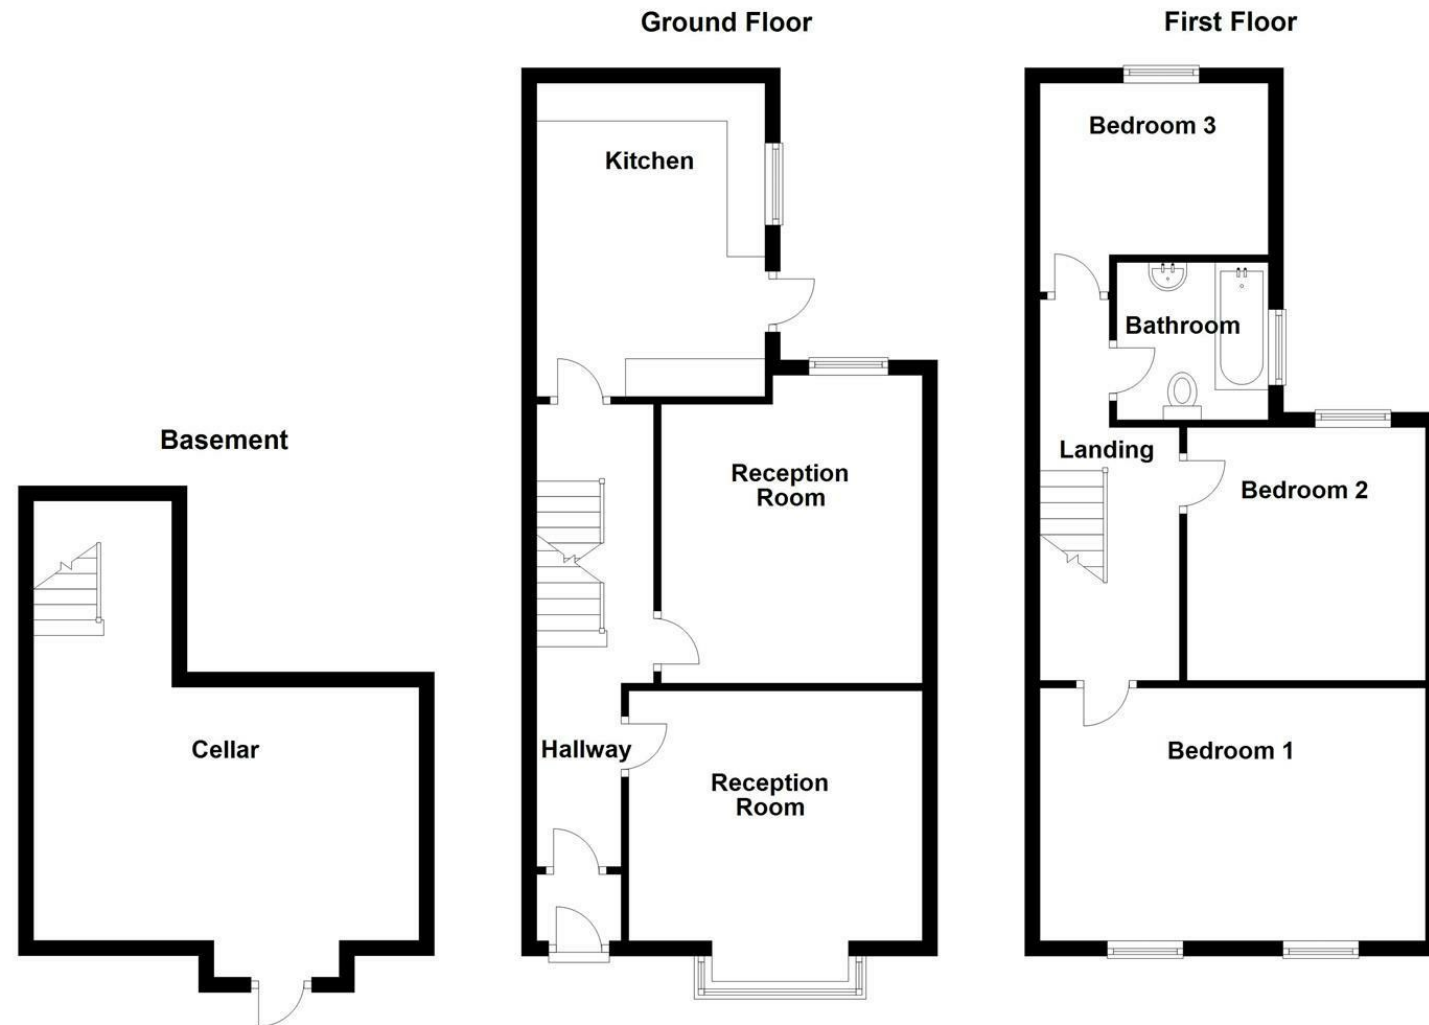 Basement
Cellar
Ground Floor
Kitchen
Reception
Room
Hallway
Reception
Room
First Floor
Bedroom 3
Bathroom
Landing
Bedroom 2
Bedroom 1